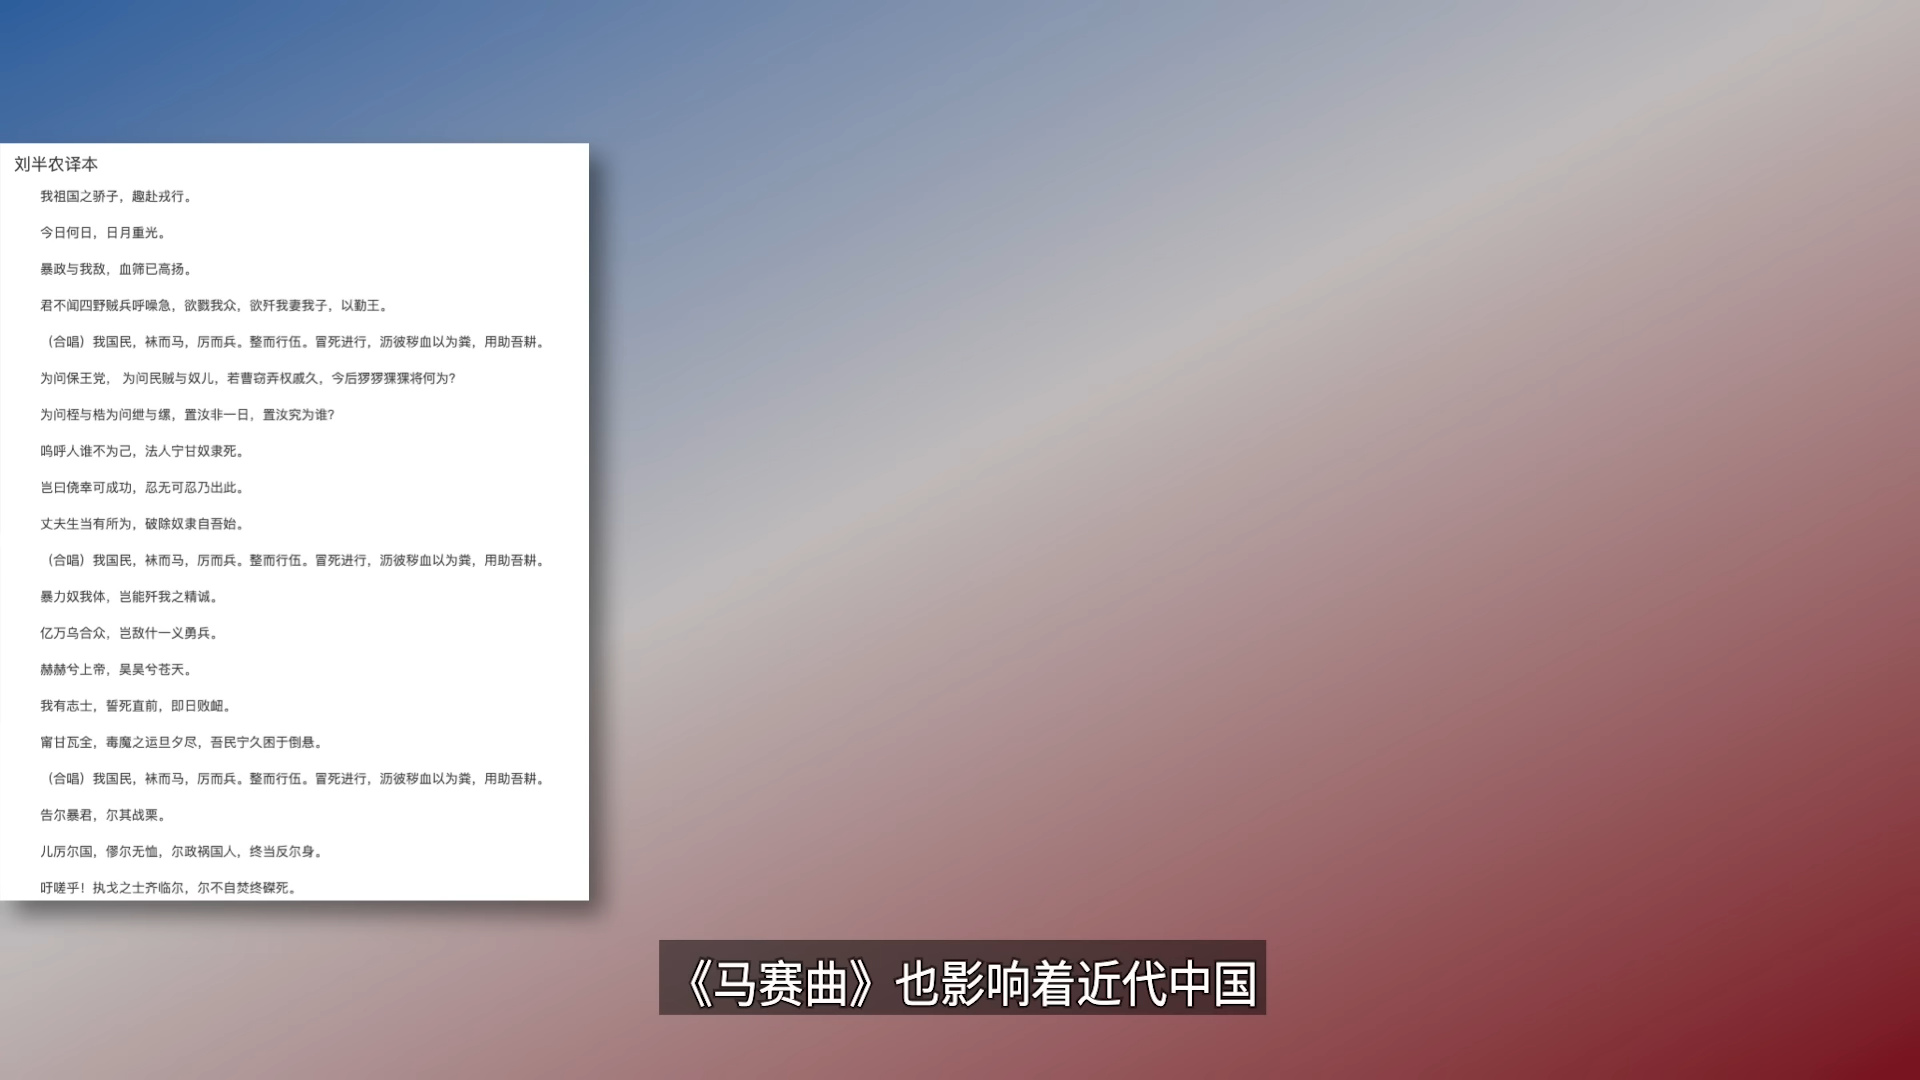 刘半农译本
我祖国之骄子，趣赴戎行。
今日何日，日月重光。
暴政与我敌，血筛已高扬。
君不闻四野贼兵呼噪急，欲戮我众，欲歼我妻我子，以勤王。
（合唱）我国民，秣而马，厉而兵。整而行伍。冒死进行，沥彼秽血以为粪，用助吾耕。
为问保王党， 为问民贼与奴儿，若曹窃弄权威久，今后猡猡猓猓将何为？
为问桎与梏为问绁与缧，置汝非一日，置汝究为谁？
呜呼人谁不为己，法人宁甘奴隶死。
岂曰侥幸可成功，忍无可忍乃出此。
丈夫生当有所为，破除奴隶自吾始。
（合唱）我国民，秣而马，厉而兵。整而行伍。冒死进行，沥彼秽血以为粪，用助吾耕。
暴力奴我体，岂能歼我之精诚。
亿万乌合众，岂敌什一义勇兵。
赫赫兮上帝，昊昊兮苍天。
我有志士，誓死直前，即日败衄。
甯甘瓦全，毒魔之运旦夕尽，吾民宁久困于倒悬。
（合唱）我国民，秣而马，厉而兵。整而行伍。冒死进行，沥彼秽血以为粪，用助吾耕。
告尔暴君，尔其战栗。
儿厉尔国，僇尔无恤，尔政祸国人，终当反尔身。
吁嗟乎！执戈之士齐临尔，尔不自焚终磔死。
《马赛曲》也影响着近代中国